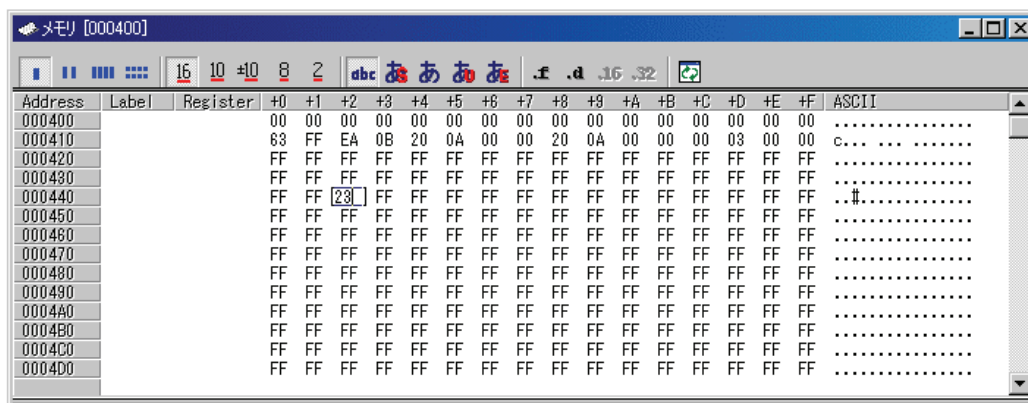 メモリ [000400]
16 10 ±10 8 2 abc あS あ あU あE .f .d .16 .32
Address Label Register +0 +1 +2 +3 +4 +5 +6 +7 +8 +9 +A +B +C +D +E +F ASCII
000400 00 00 00 00 00 00 00 00 00 00 00 00 00 00 00 00 ................
000410 63 FF EA 0B 20 0A 00 00 20 0A 00 00 00 03 00 00 c... ... .......
000420 FF FF FF FF FF FF FF FF FF FF FF FF FF FF FF FF ................
000430 FF FF FF FF FF FF FF FF FF FF FF FF FF FF FF FF ................
000440 FF FF 23 FF FF FF FF FF FF FF FF FF FF FF FF FF ..#.............
000450 FF FF FF FF FF FF FF FF FF FF FF FF FF FF FF FF ................
000460 FF FF FF FF FF FF FF FF FF FF FF FF FF FF FF FF ................
000470 FF FF FF FF FF FF FF FF FF FF FF FF FF FF FF FF ................
000480 FF FF FF FF FF FF FF FF FF FF FF FF FF FF FF FF ................
000490 FF FF FF FF FF FF FF FF FF FF FF FF FF FF FF FF ................
0004A0 FF FF FF FF FF FF FF FF FF FF FF FF FF FF FF FF ................
0004B0 FF FF FF FF FF FF FF FF FF FF FF FF FF FF FF FF ................
0004C0 FF FF FF FF FF FF FF FF FF FF FF FF FF FF FF FF ................
0004D0 FF FF FF FF FF FF FF FF FF FF FF FF FF FF FF FF ................